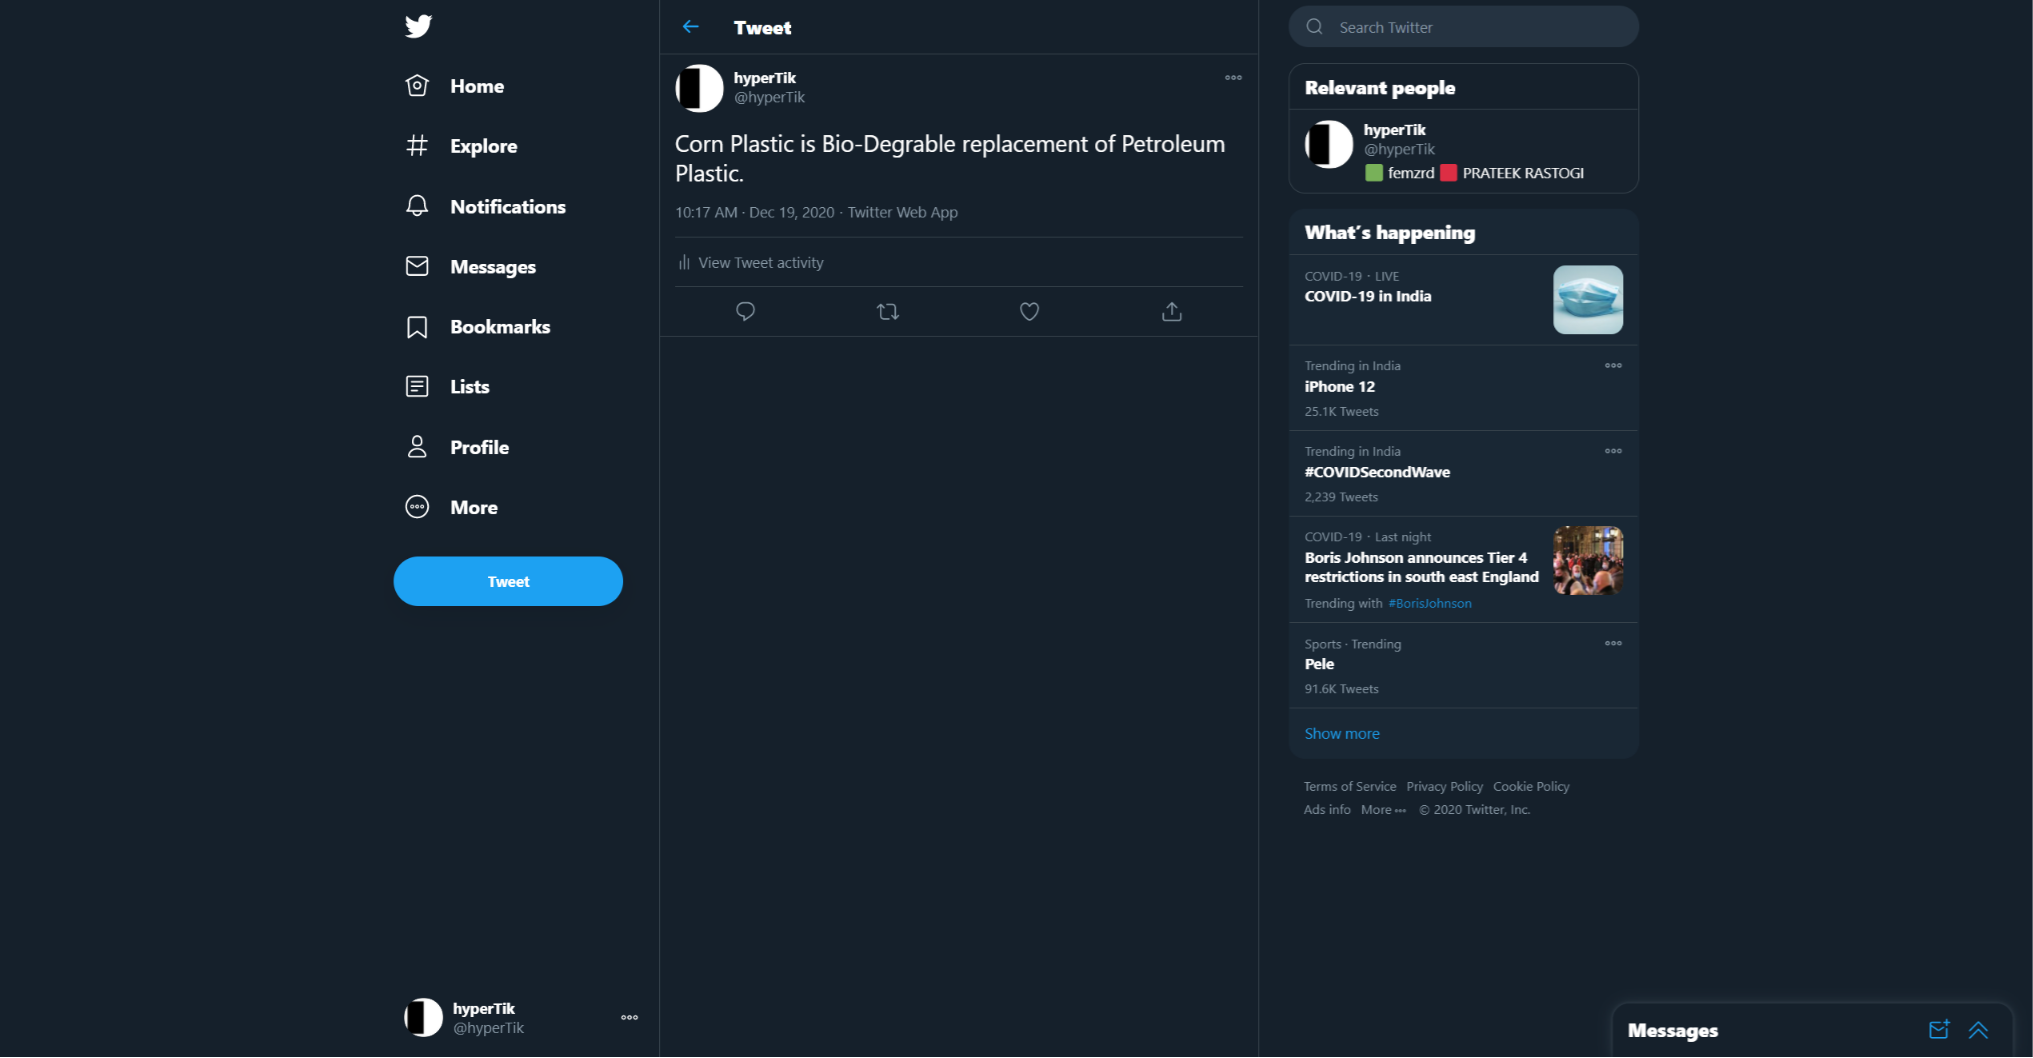 Home
Explore
Notifications
Messages
Bookmarks
Lists
Profile
More
Tweet
hyperTik
@hyperTik
Tweet
hyperTik
@hyperTik
Corn Plastic is Bio-Degrable replacement of Petroleum
Plastic.
10:17 AM · Dec 19, 2020 · Twitter Web App
View Tweet activity
Search Twitter
Relevant people
hyperTik
@hyperTik
femzrd PRATEEK RASTOGI
What's happening
COVID-19 · LIVE
COVID-19 in India
Trending in India
iPhone 12
25.1K Tweets
Trending in India
#COVIDSecondWave
2,239 Tweets
COVID-19 · Last night
Boris Johnson announces Tier 4
restrictions in south east England
Trending with #BorisJohnson
Sports · Trending
Pele
91.6K Tweets
Show more
Terms of Service Privacy Policy Cookie Policy
Ads info More ··· © 2020 Twitter, Inc.
Messages